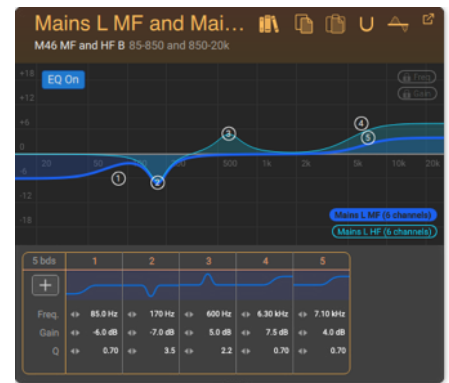 Mains L MF and Mai...
M46 MF and HF B 85-850 and 850-20k
+18
EQ On
Freq
Gain
+12
+6
3
4
5
0
20 50 100 200 500 1k 2k 5k 10k 20k
-6
1
2
-12
Mains L MF (6 channels)
-18
Mains L HF (6 channels)
5 bds 1 2 3 4 5
+
Freq. 85.0 Hz 170 Hz 600 Hz 6.30 kHz 7.10 kHz
Gain -6.0 dB -7.0 dB 5.0 dB 7.5 dB 4.0 dB
Q 0.70 3.5 2.2 0.70 0.70